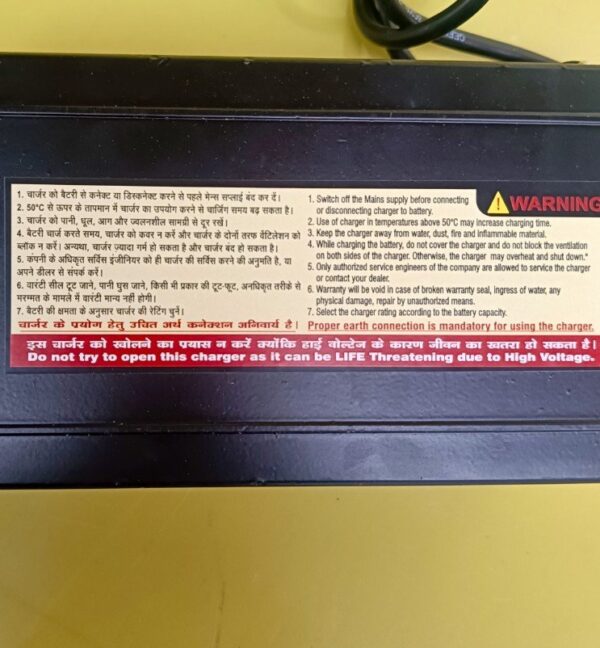 1. चार्जर को बैटरी से कनेक्ट या डिस्कनेक्ट करने से पहले मेन्स सप्लाई बंद कर दें।
2. 50°C से ऊपर के तापमान में चार्जर का उपयोग करने से चार्जिंग समय बढ़ सकता है।
3. चार्जर को पानी, धूल, आग और ज्वलनशील सामग्री से दूर रखें।
4. बैटरी चार्ज करते समय, चार्जर को कवर न करें और चार्जर के दोनों तरफ वेंटिलेशन को
ब्लॉक न करें। अन्यथा, चार्जर ज्यादा गर्म हो सकता है और चार्जर बंद हो सकता है।
5. कंपनी के अधिकृत सर्विस इंजीनियर को ही चार्जर की सर्विस करने की अनुमति है, या
अपने डीलर से संपर्क करें।
6. वारंटी सील टूट जाने, पानी घुस जाने, किसी भी प्रकार की टूट-फूट, अनधिकृत तरीके से
मरम्मत के मामले में वारंटी मान्य नहीं होगी।
7. बैटरी की क्षमता के अनुसार चार्जर की रेटिंग चुनें।
चार्जर के प्रयोग हेतु उचित अर्थ कनेक्शन अनिवार्य है।
WARNING
1. Switch off the Mains supply before connecting
or disconnecting charger to battery.
2. Use of charger in temperatures above 50°C may increase charging time.
3. Keep the charger away from water, dust, fire and inflammable material.
4. While charging the battery, do not cover the charger and do not block the ventilation
on both sides of the charger. Otherwise, the charger may overheat and shut down."
5. Only authorized service engineers of the company are allowed to service the charger
or contact your dealer.
6. Warranty will be void in case of broken warranty seal, ingress of water, any
physical damage, repair by unauthorized means.
7. Select the charger rating according to the battery capacity.
Proper earth connection is mandatory for using the charger.
इस चार्जर को खोलने का प्रयास न करें क्योंकि हाई वोल्टेज के कारण जीवन का खतरा हो सकता है।
Do not try to open this charger as it can be LIFE Threatening due to High Voltage.